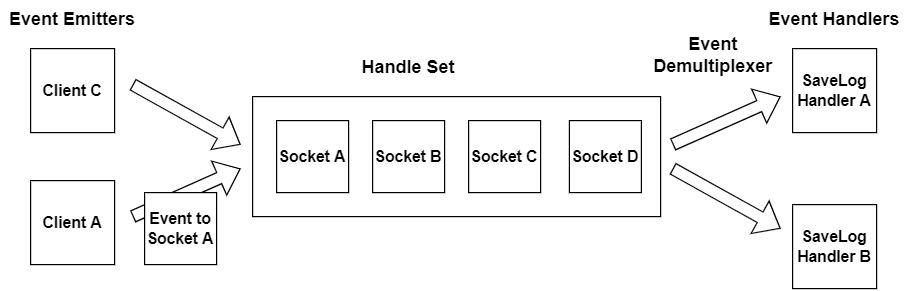 Event Emitters
Event Handlers
Event
Demultiplexer
Handle Set
Client C
SaveLog
Handler A
Socket A
Socket B
Socket C
Socket D
Client A
Event to
Socket A
SaveLog
Handler B